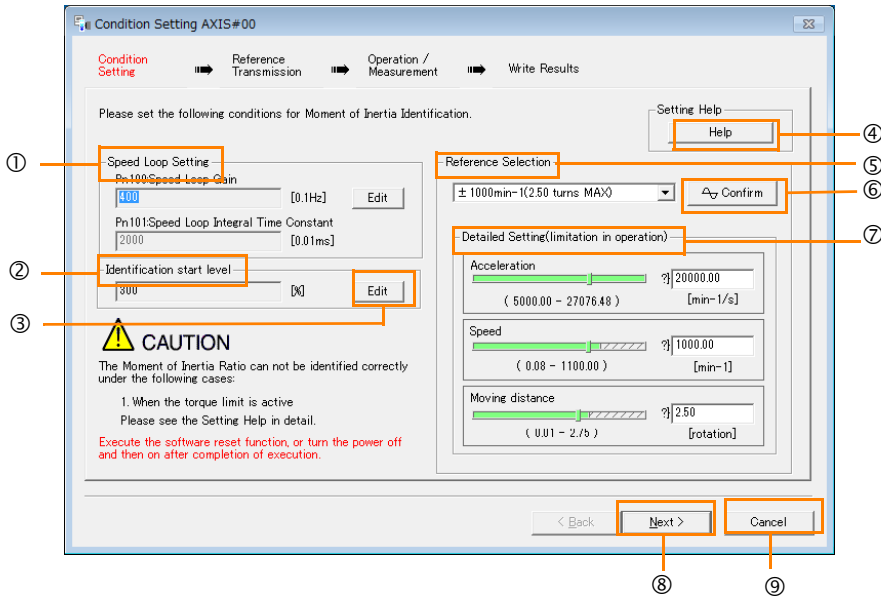 Condition Setting AXIS#00
Condition Setting
Reference Transmission
Operation / Measurement
Write Results
Please set the following conditions for Moment of Inertia Identification.
Setting Help
Help
④
①
Speed Loop Setting
Pn100:Speed Loop Gain
400 [0.1Hz] Edit
Pn101:Speed Loop Integral Time Constant
2000 [0.01ms]
②
Identification start level
300 [%] Edit
③
CAUTION
The Moment of Inertia Ratio can not be identified correctly
under the following cases:
1. When the torque limit is active
Please see the Setting Help in detail.
Execute the software reset function, or turn the power off
and then on after completion of execution.
Reference Selection
⑤
±1000min-1(2.50 turns MAX) Confirm
⑥
Detailed Setting(limitation in operation)
⑦
Acceleration
?} 20000.00
( 5000.00 - 27076.48 ) [min-1/s]
Speed
?} 1000.00
( 0.08 - 1100.00 ) [min-1]
Moving distance
?} 2.50
( 0.01 - 2.75 ) [rotation]
< Back Next > Cancel
⑧ ⑨